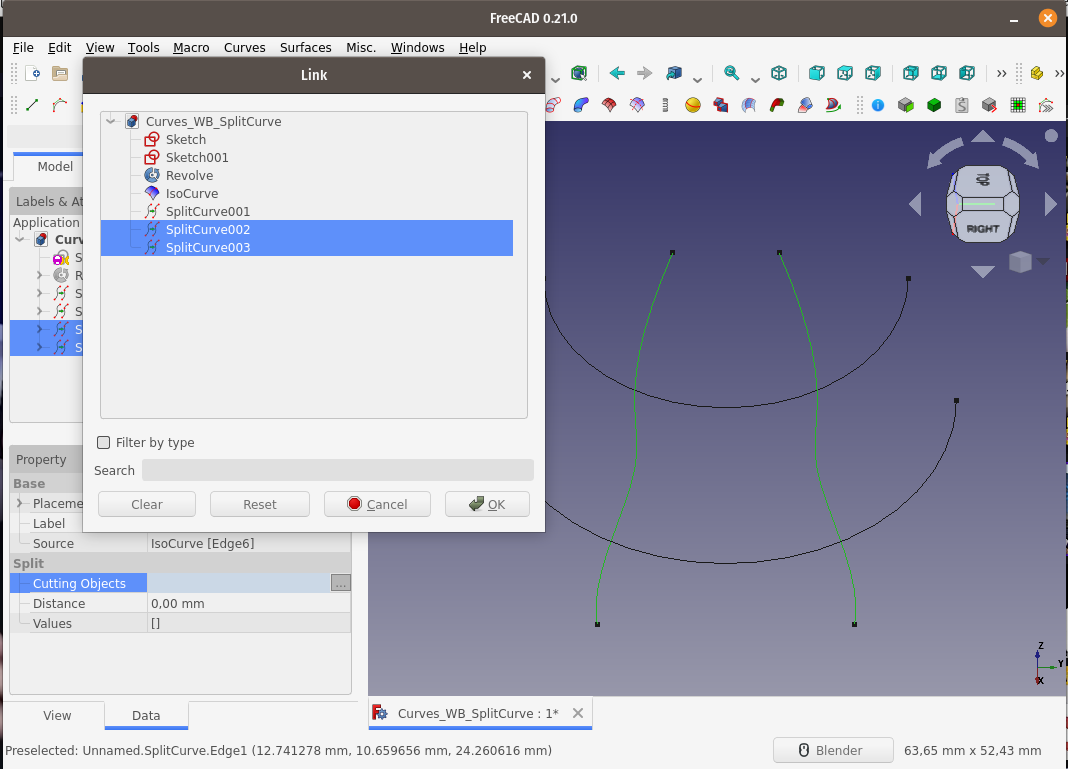 FreeCAD 0.21.0
File Edit View Tools Macro Curves Surfaces Misc. Windows Help
Link
Curves_WB_SplitCurve
Sketch
Sketch001
Revolve
IsoCurve
SplitCurve001
SplitCurve002
SplitCurve003
Filter by type
Search
Clear Reset Cancel OK
Model
Labels & At
Application
Curv
S
R
S
S
S
S
Property
Base
Placeme
Label
Source IsoCurve [Edge6]
Split
Cutting Objects ...
Distance 0,00 mm
Values []
View Data
TOP
RIGHT
Z
Y
X
Curves_WB_SplitCurve : 1*
Preselected: Unnamed.SplitCurve.Edge1 (12.741278 mm, 10.659656 mm, 24.260616 mm)
Blender 63,65 mm x 52,43 mm